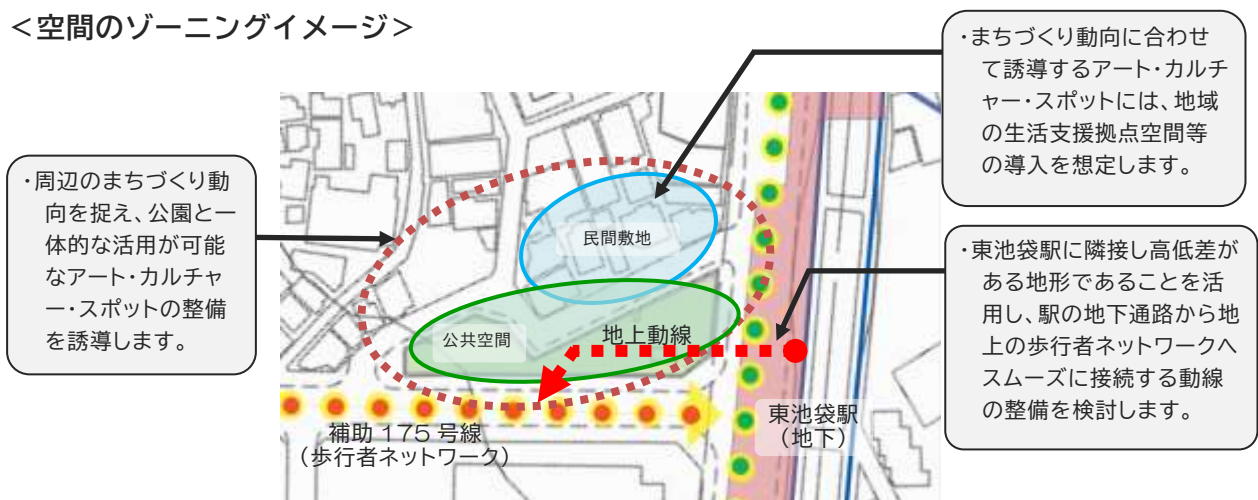 ＜空間のゾーニングイメージ＞
・まちづくり動向に合わせ
て誘導するアート・カルチ
ャー・スポットには、地域
の生活支援拠点空間等
の導入を想定します。
・周辺のまちづくり動
向を捉え、公園と一
体的な活用が可能
なアート・カルチャ
ー・スポットの整備
を誘導します。
民間敷地
公共空間
地上動線
・東池袋駅に隣接し高低差が
ある地形であることを活
用し、駅の地下通路から地
上の歩行者ネットワークへ
スムーズに接続する動線
の整備を検討します。
東池袋駅
（地下）
補助 175 号線
（歩行者ネットワーク）